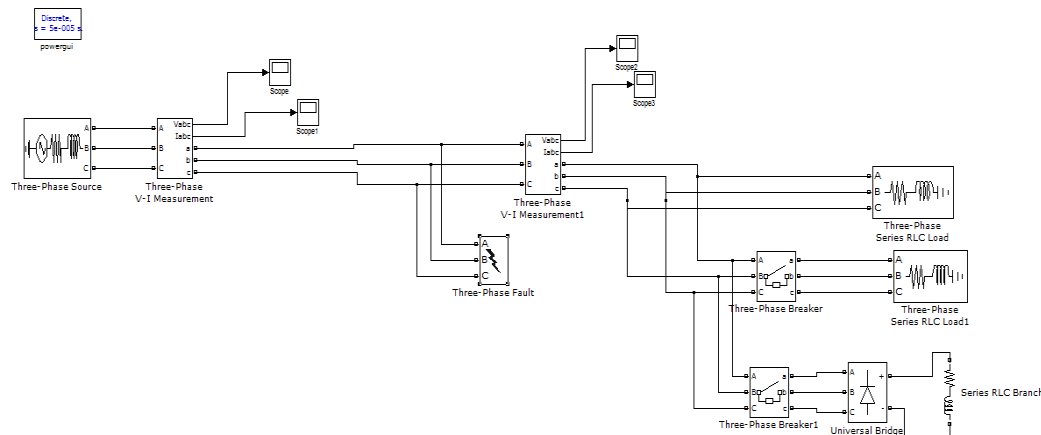 Discrete,
s = 5e-005 s.
powergui
Scope2
Scope
Scope3
Scope1
Vabc
Iabc
A
a
B
b
C
c
A
B
C
Three-Phase Source
Three-Phase
V-I Measurement
Vabc
Iabc
A
a
B
b
C
c
Three-Phase
V-I Measurement1
A
B
C
Three-Phase
Series RLC Load
A
B
C
Three-Phase Fault
A
a
B
b
C
c
Three-Phase Breaker
A
B
C
Three-Phase
Series RLC Load1
A
a
B
b
C
c
Three-Phase Breaker1
A
+
B
C
-
Universal Bridge
Series RLC Branch